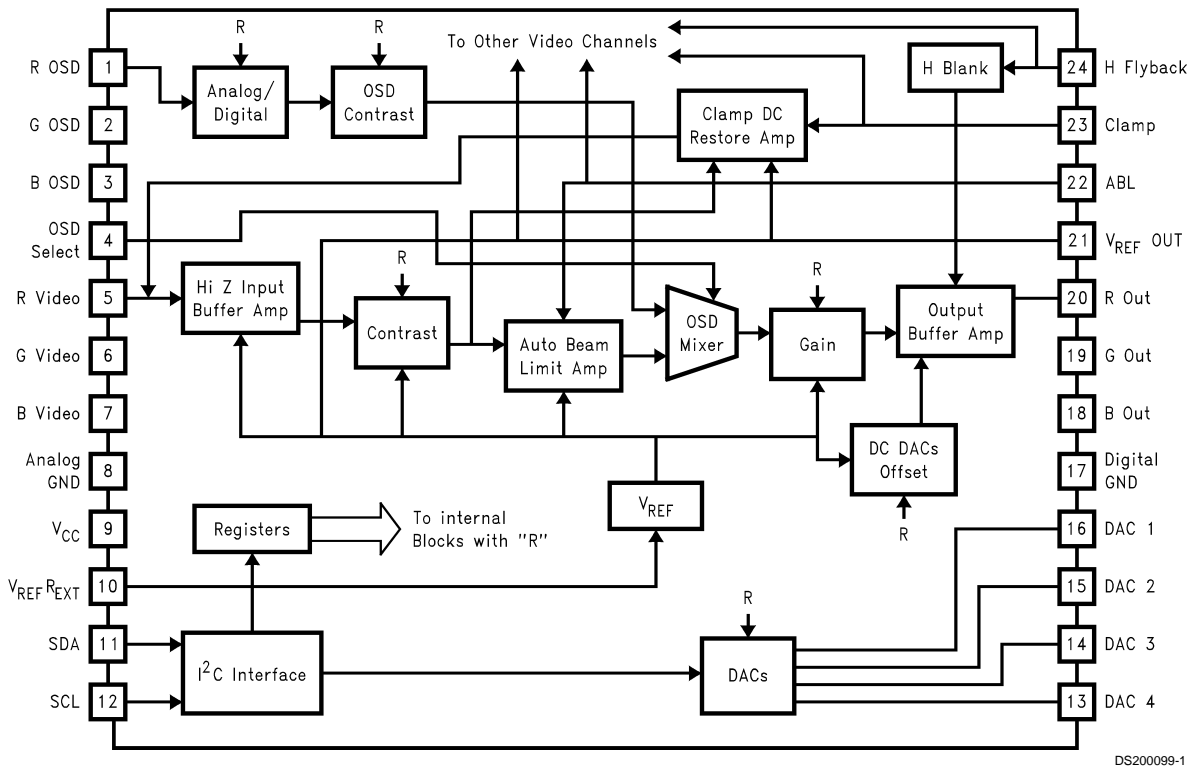 R
R
To Other Video Channels
R OSD
1
Analog/
Digital
OSD
Contrast
H Blank
24
H Flyback
G OSD
2
Clamp DC
Restore Amp
23
Clamp
B OSD
3
22
ABL
OSD
Select
4
21
VREF OUT
R Video
5
Hi Z Input
Buffer Amp
R
Contrast
Auto Beam
Limit Amp
OSD
Mixer
R
Gain
Output
Buffer Amp
20
R Out
G Video
6
19
G Out
B Video
7
18
B Out
Analog
GND
8
DC DACs
Offset
R
17
Digital
GND
VCC
9
Registers
To internal
Blocks with "R"
VREF
16
DAC 1
VREF REXT
10
15
DAC 2
SDA
11
I²C Interface
R
DACs
14
DAC 3
SCL
12
13
DAC 4
DS200099-1